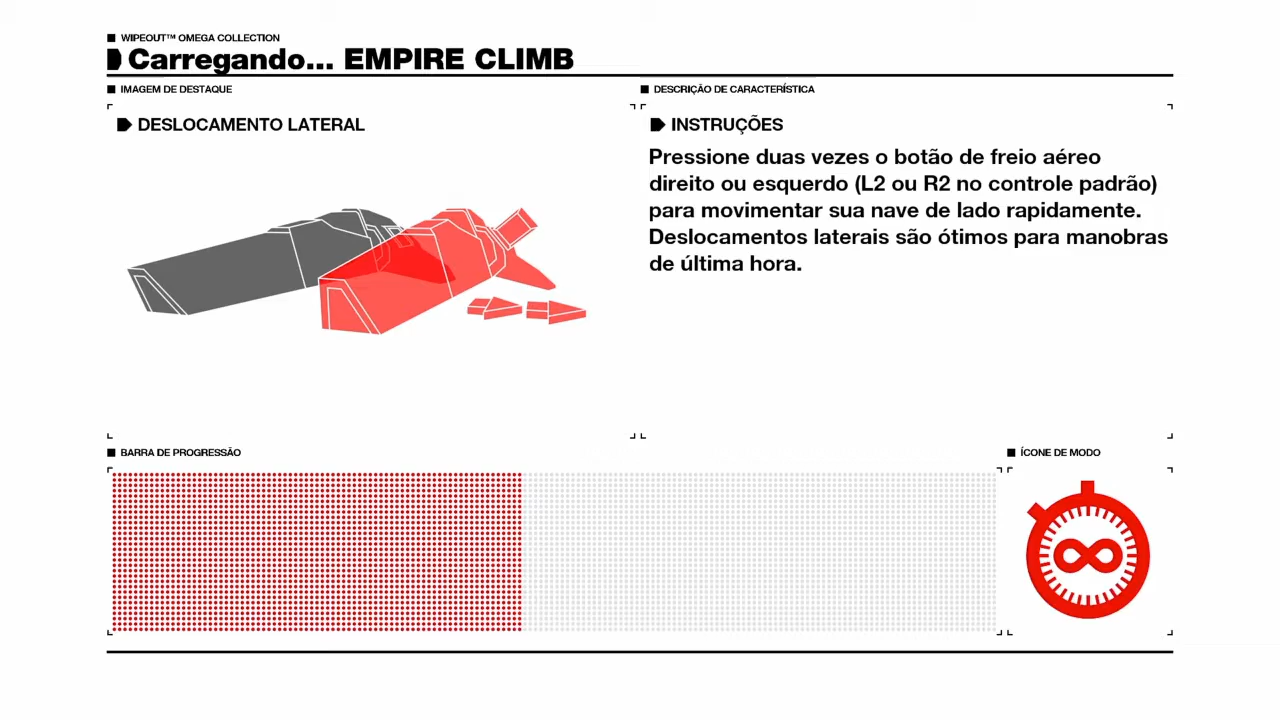 WIPEOUT™ OMEGA COLLECTION
Carregando... EMPIRE CLIMB
IMAGEM DE DESTAQUE
DESLOCAMENTO LATERAL
DESCRIÇÃO DE CARACTERÍSTICA
INSTRUÇÕES
Pressione duas vezes o botão de freio aéreo
direito ou esquerdo (L2 ou R2 no controle padrão)
para movimentar sua nave de lado rapidamente.
Deslocamentos laterais são ótimos para manobras
de última hora.
BARRA DE PROGRESSÃO
ÍCONE DE MODO